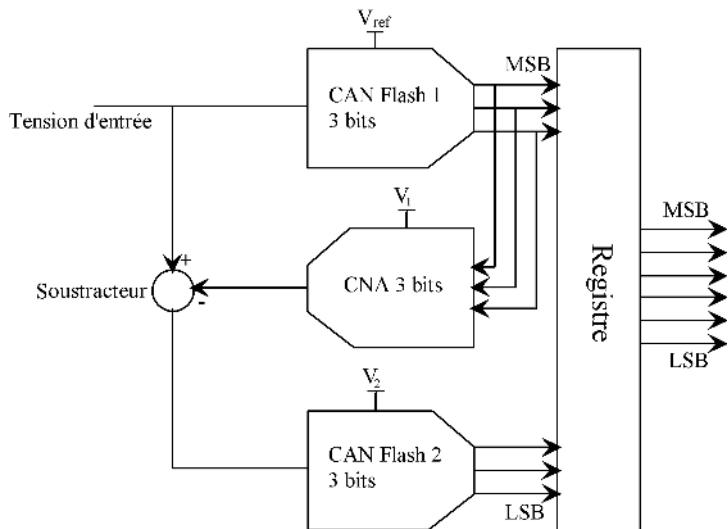 Vref
CAN Flash 1
3 bits
MSB
Tension d'entrée
V1
CNA 3 bits
+
-
Soustracteur
Registre
MSB
LSB
V2
CAN Flash 2
3 bits
LSB